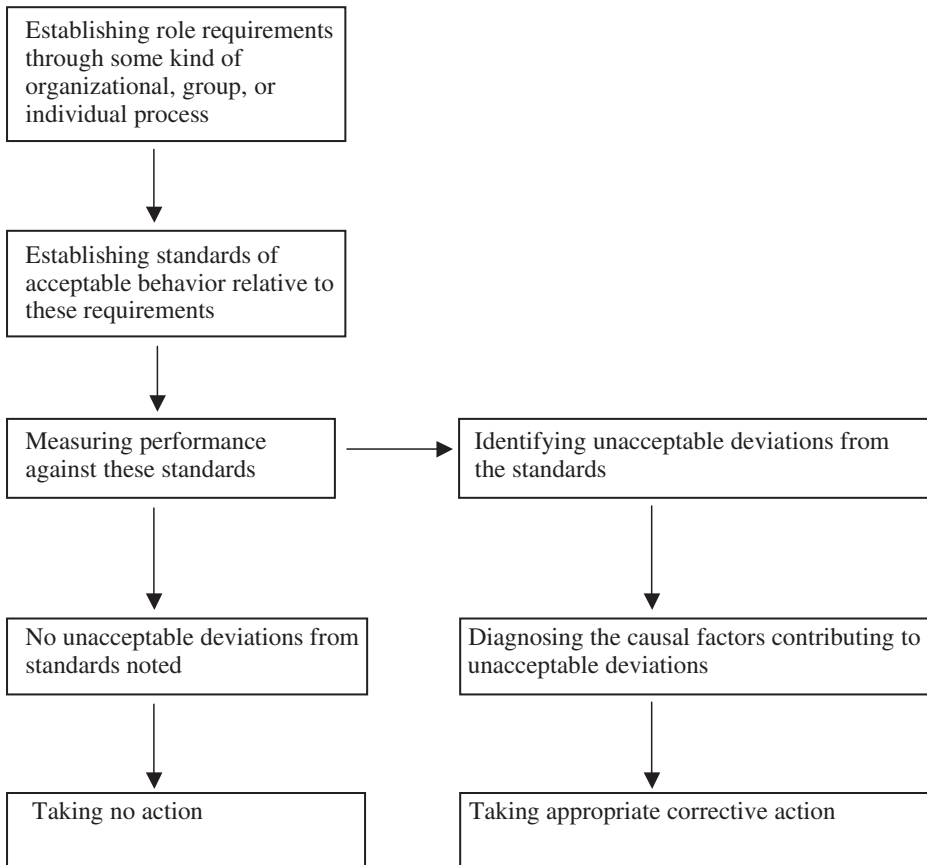 Establishing role requirements
through some kind of
organizational, group, or
individual process
Establishing standards of
acceptable behavior relative to
these requirements
Measuring performance
against these standards
Identifying unacceptable deviations from
the standards
No unacceptable deviations from
standards noted
Diagnosing the causal factors contributing to
unacceptable deviations
Taking no action
Taking appropriate corrective action